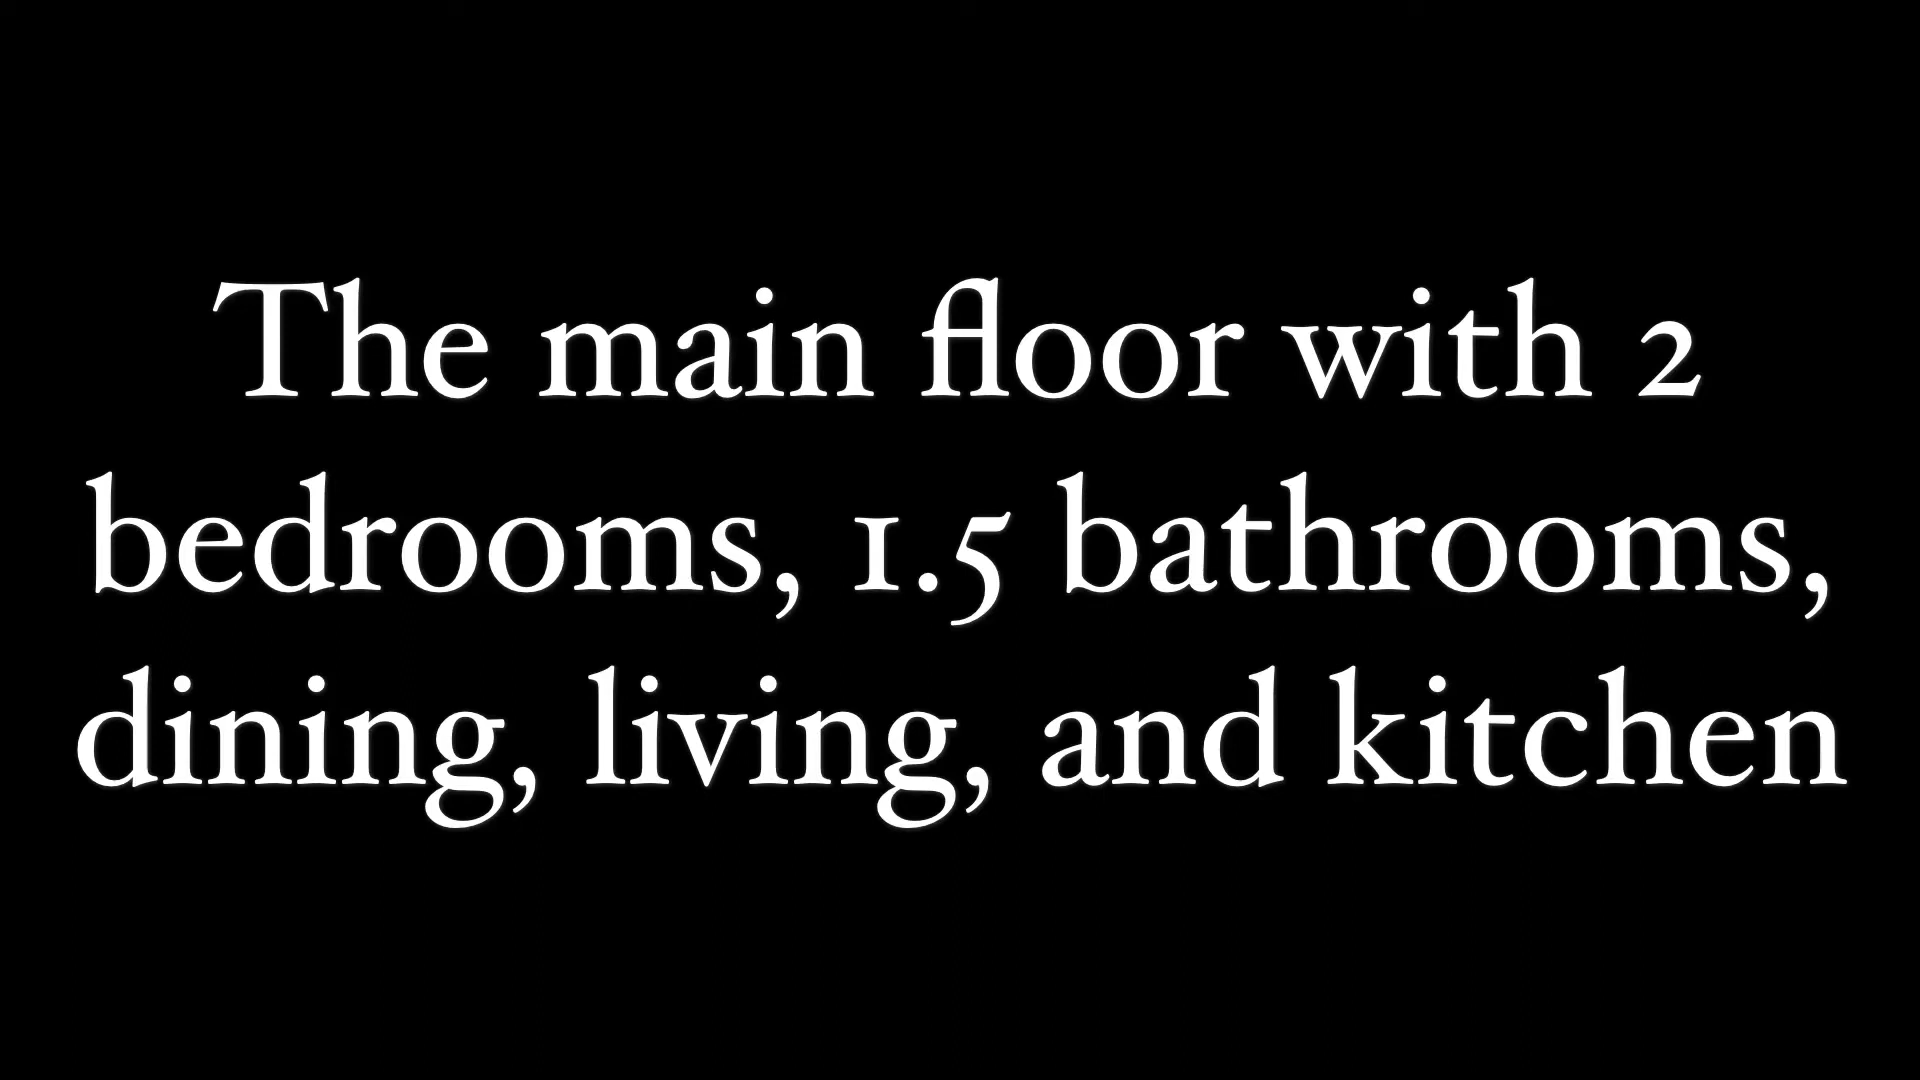 The main floor with 2
bedrooms, 1.5 bathrooms,
dining, living, and kitchen